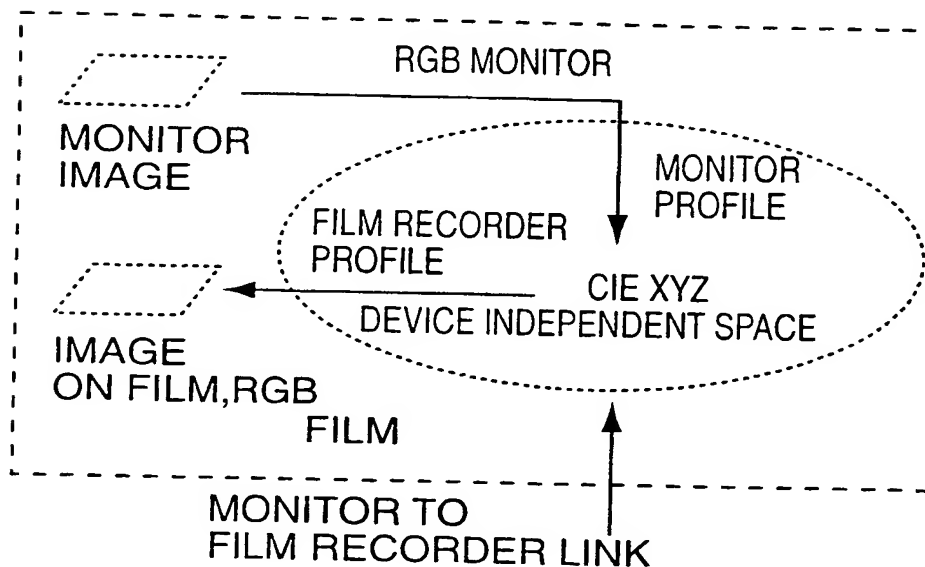 RGB MONITOR
MONITOR
IMAGE
MONITOR
PROFILE
FILM RECORDER
PROFILE
CIE XYZ
DEVICE INDEPENDENT SPACE
IMAGE
ON FILM,RGB
FILM
MONITOR TO
FILM RECORDER LINK